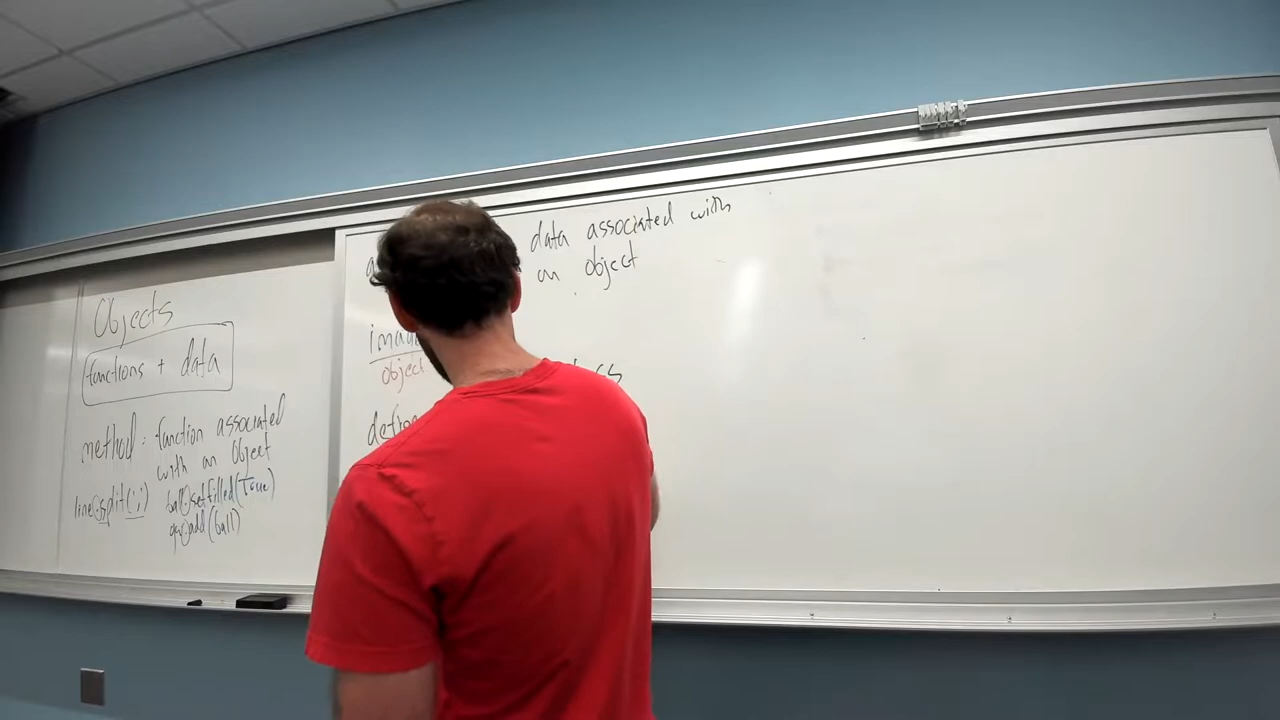 Objects
functions + data
method: function associated
with an Object
line.split(';') ball.setfilled(True)
gw.add(ball)
data associated with
an object
object